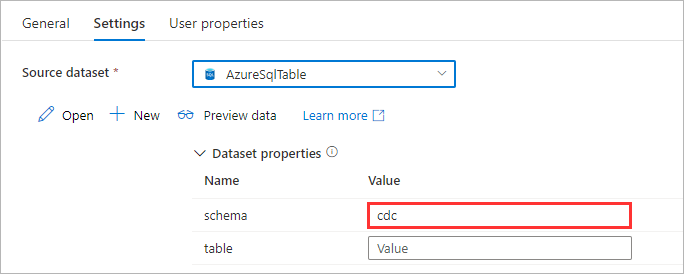 General Settings User properties
Source dataset * AzureSqlTable
Open New Preview data Learn more
Dataset properties
Name Value
schema cdc
table Value